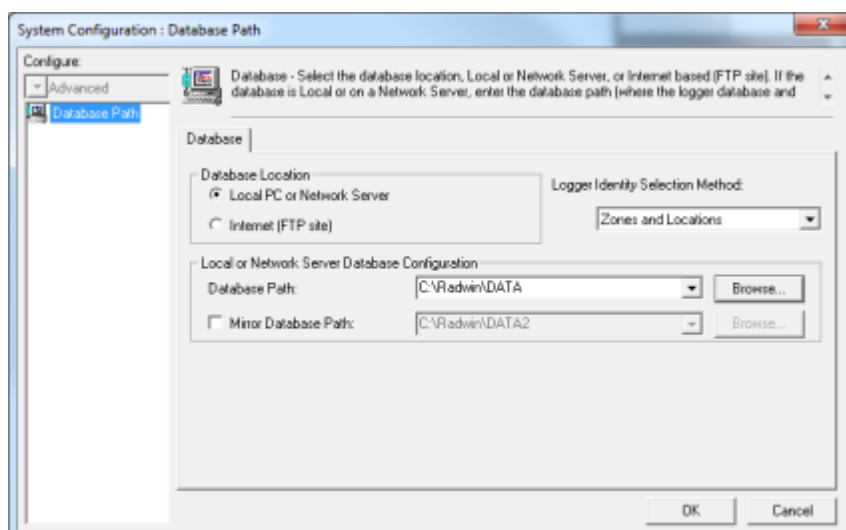 System Configuration : Database Path
Configure:
Advanced
Database Path
Database - Select the database location, Local or Network Server, or Internet based (FTP site). If the
database is Local or on a Network Server, enter the database path (where the logger database and
Database
Database Location
Local PC or Network Server
Internet (FTP site)
Logger Identity Selection Method:
Zones and Locations
Local or Network Server Database Configuration
Database Path:
C:\Radwin\DATA
Browse...
Mirror Database Path:
C:\Radwin\DATA2
Browse...
OK
Cancel